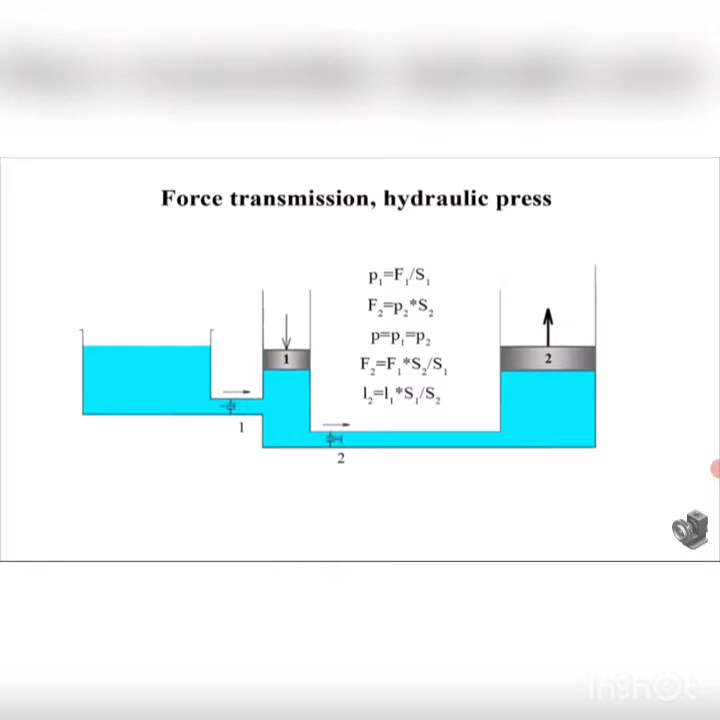 Force transmission, hydraulic press
p₁=F₁/S₁
F₂=p₂*S₂
p=p₁=p₂
F₂=F₁*S₂/S₁
l₂=l₁*S₁/S₂
1
2
1
2
InShOt